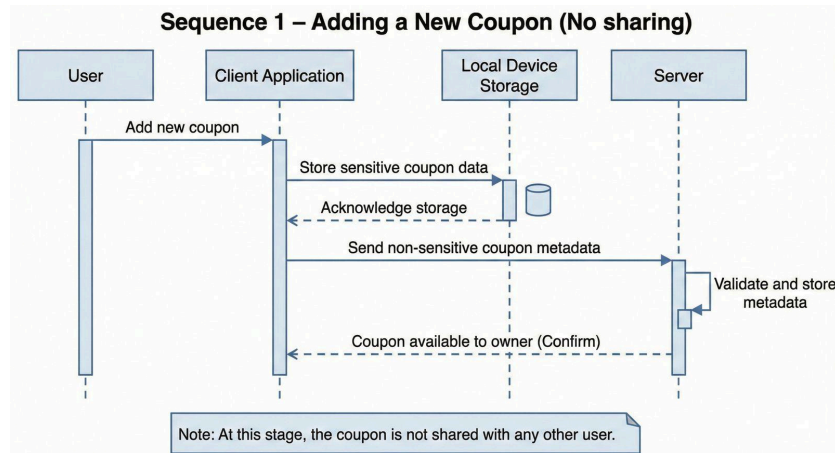 Sequence 1 – Adding a New Coupon (No sharing)
User
Client Application
Local Device
Storage
Server
Add new coupon
Store sensitive coupon data
Acknowledge storage
Send non-sensitive coupon metadata
Validate and store
metadata
Coupon available to owner (Confirm)
Note: At this stage, the coupon is not shared with any other user.